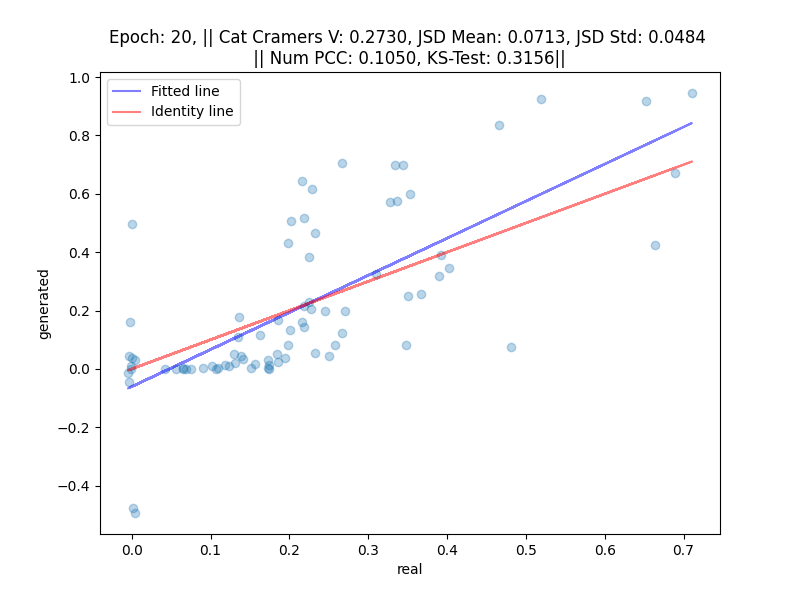 Epoch: 20, || Cat Cramers V: 0.2730, JSD Mean: 0.0713, JSD Std: 0.0484
|| Num PCC: 0.1050, KS-Test: 0.3156||
Fitted line
Identity line
1.0
0.8
0.6
0.4
0.2
0.0
−0.2
−0.4
generated
0.0 0.1 0.2 0.3 0.4 0.5 0.6 0.7
real